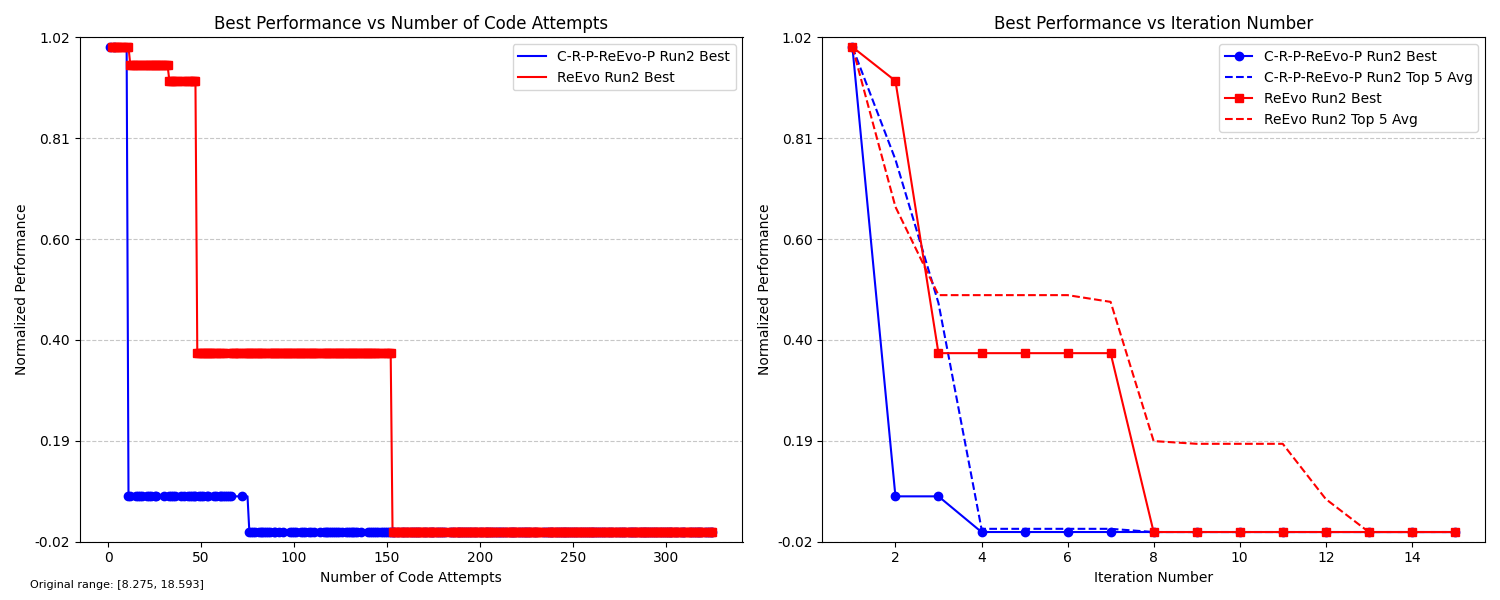 Best Performance vs Number of Code Attempts
1.02
0.81
0.60
0.40
0.19
-0.02
Normalized Performance
C-R-P-ReEvo-P Run2 Best
ReEvo Run2 Best
0
50
100
150
200
250
300
Number of Code Attempts
Original range: [8.275, 18.593]
Best Performance vs Iteration Number
1.02
0.81
0.60
0.40
0.19
-0.02
Normalized Performance
C-R-P-ReEvo-P Run2 Best
C-R-P-ReEvo-P Run2 Top 5 Avg
ReEvo Run2 Best
ReEvo Run2 Top 5 Avg
2
4
6
8
10
12
14
Iteration Number